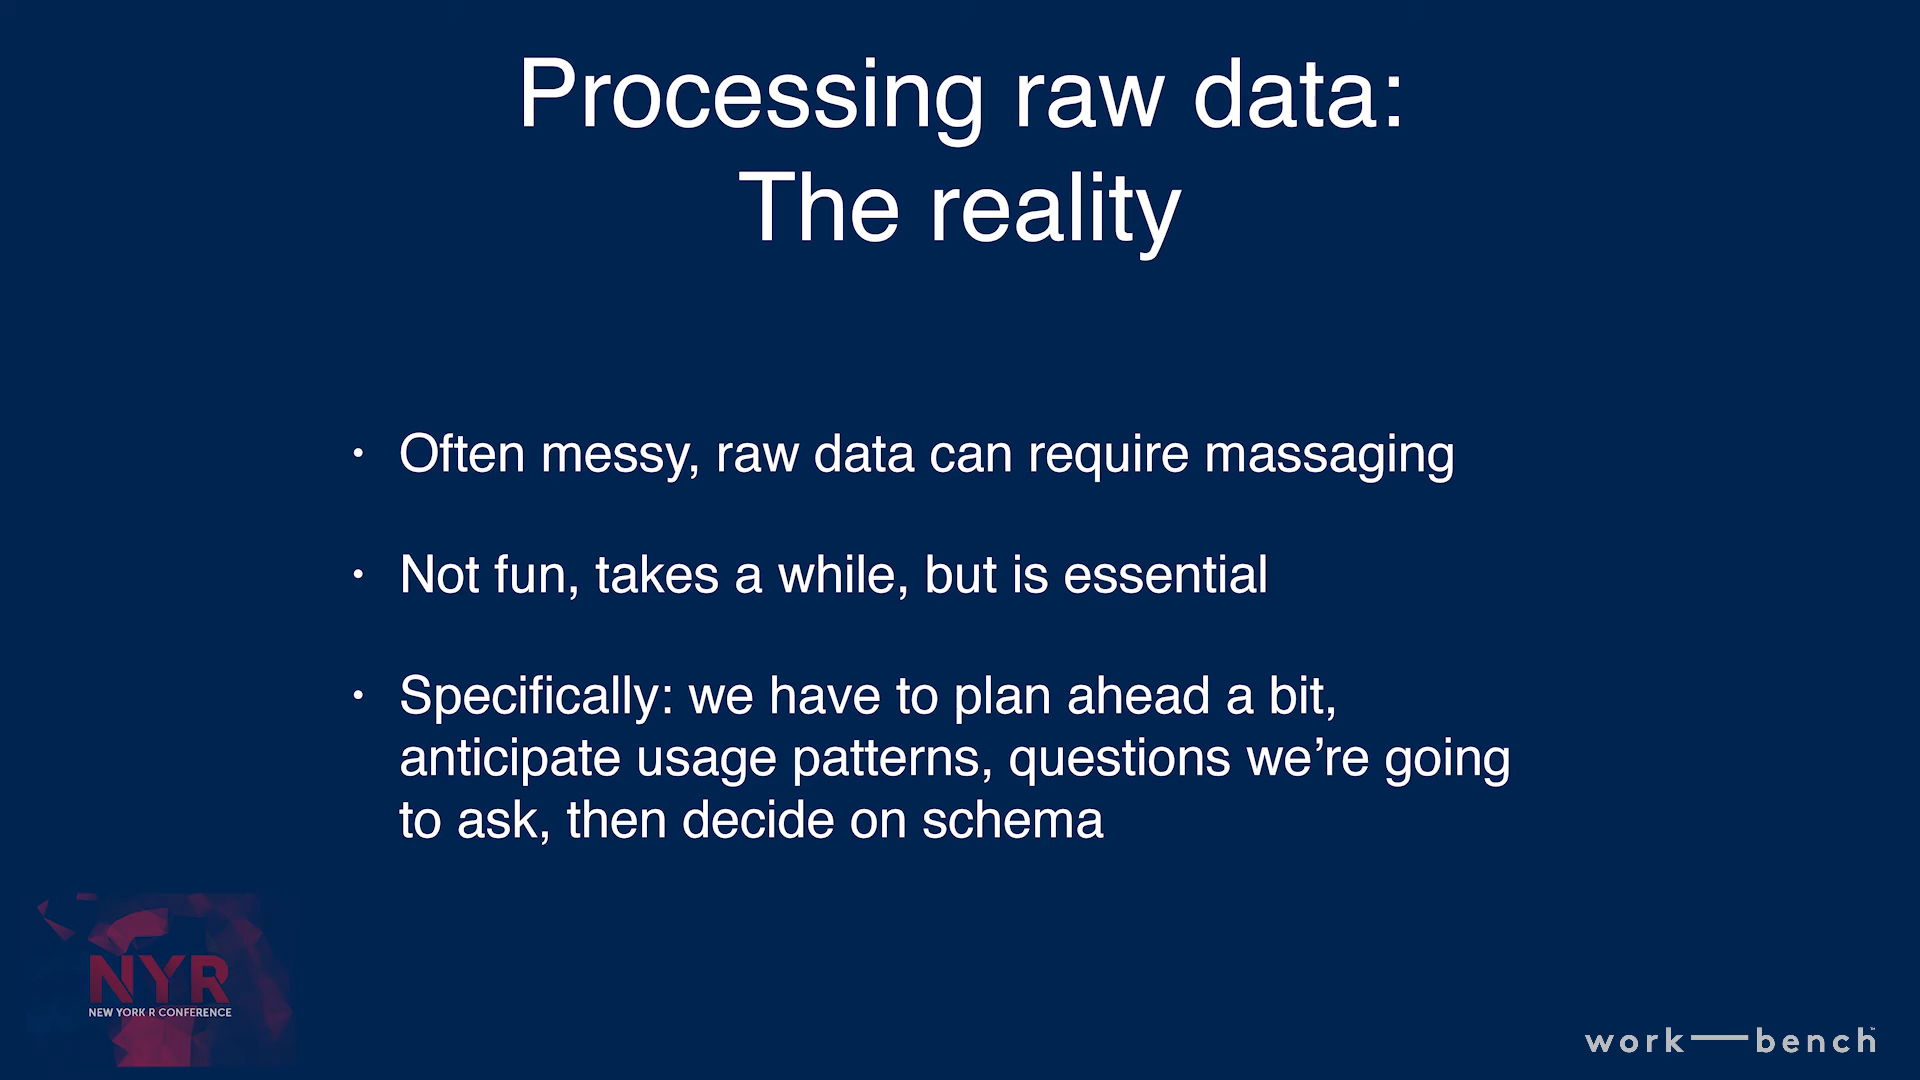 Processing raw data:
The reality
• Often messy, raw data can require massaging
• Not fun, takes a while, but is essential
• Specifically: we have to plan ahead a bit,
anticipate usage patterns, questions we’re going
to ask, then decide on schema
NYR
NEW YORK R CONFERENCE
work—bench™